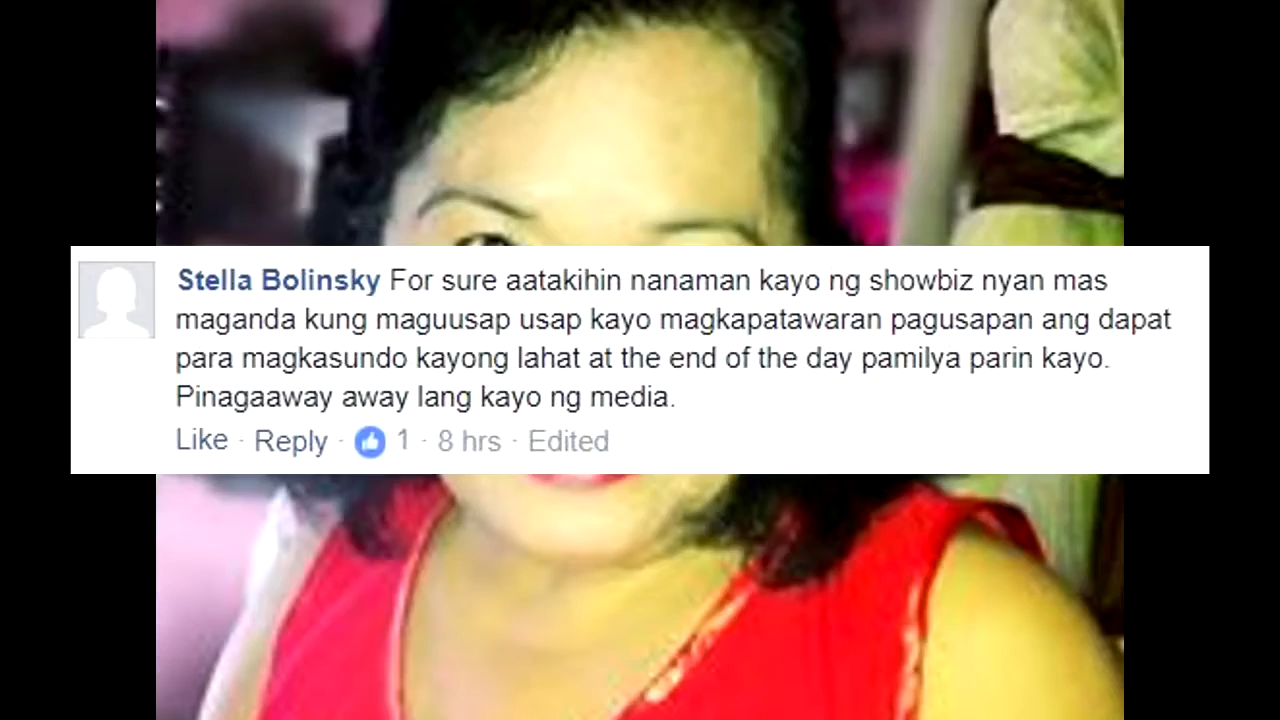 Stella Bolinsky For sure aatakihin nanaman kayo ng showbiz nyan mas
maganda kung maguusap usap kayo magkapatawaran pagusapan ang dapat
para magkasundo kayong lahat at the end of the day pamilya parin kayo.
Pinagaaway away lang kayo ng media.
Like · Reply · 1 · 8 hrs · Edited